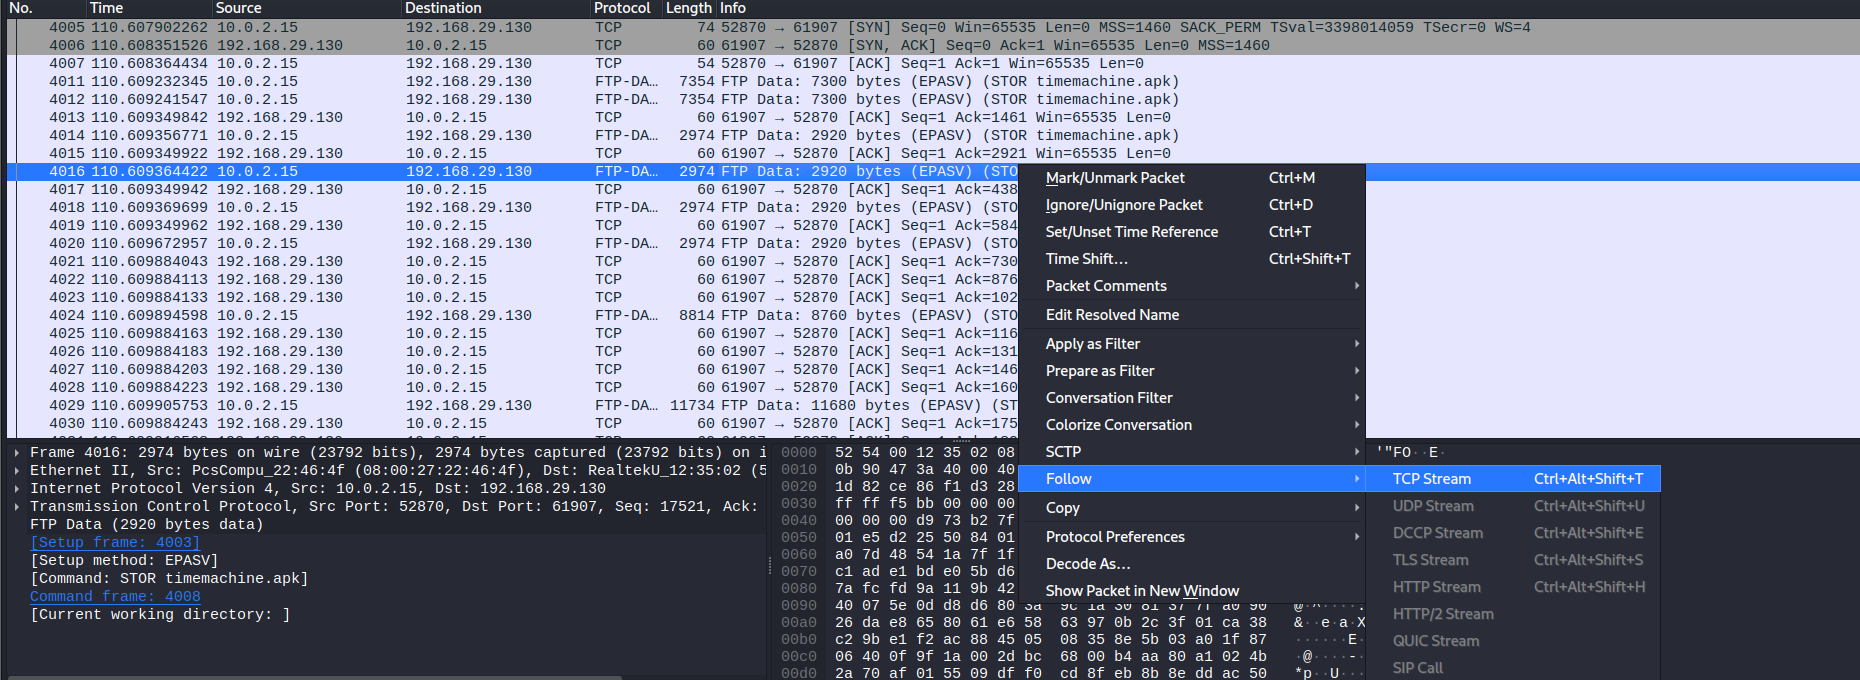 No. Time Source Destination Protocol Length Info
4005 110.607902262 10.0.2.15 192.168.29.130 TCP 74 52870 → 61907 [SYN] Seq=0 Win=65535 Len=0 MSS=1460 SACK_PERM TSval=3398014059 TSecr=0 WS=4
4006 110.608351526 192.168.29.130 10.0.2.15 TCP 60 61907 → 52870 [SYN, ACK] Seq=0 Ack=1 Win=65535 Len=0 MSS=1460
4007 110.608364434 10.0.2.15 192.168.29.130 TCP 54 52870 → 61907 [ACK] Seq=1 Ack=1 Win=65535 Len=0
4011 110.609232345 10.0.2.15 192.168.29.130 FTP-DA… 7354 FTP Data: 7300 bytes (EPASV) (STOR timemachine.apk)
4012 110.609241547 10.0.2.15 192.168.29.130 FTP-DA… 7354 FTP Data: 7300 bytes (EPASV) (STOR timemachine.apk)
4013 110.609349842 192.168.29.130 10.0.2.15 TCP 60 61907 → 52870 [ACK] Seq=1 Ack=1461 Win=65535 Len=0
4014 110.609356771 10.0.2.15 192.168.29.130 FTP-DA… 2974 FTP Data: 2920 bytes (EPASV) (STOR timemachine.apk)
4015 110.609349922 192.168.29.130 10.0.2.15 TCP 60 61907 → 52870 [ACK] Seq=1 Ack=2921 Win=65535 Len=0
4016 110.609364422 10.0.2.15 192.168.29.130 FTP-DA… 2974 FTP Data: 2920 bytes (EPASV) (STO
4017 110.609349942 192.168.29.130 10.0.2.15 TCP 60 61907 → 52870 [ACK] Seq=1 Ack=438
4018 110.609369699 10.0.2.15 192.168.29.130 FTP-DA… 2974 FTP Data: 2920 bytes (EPASV) (STO
4019 110.609349962 192.168.29.130 10.0.2.15 TCP 60 61907 → 52870 [ACK] Seq=1 Ack=584
4020 110.609672957 10.0.2.15 192.168.29.130 FTP-DA… 2974 FTP Data: 2920 bytes (EPASV) (STO
4021 110.609884043 192.168.29.130 10.0.2.15 TCP 60 61907 → 52870 [ACK] Seq=1 Ack=730
4022 110.609884113 192.168.29.130 10.0.2.15 TCP 60 61907 → 52870 [ACK] Seq=1 Ack=876
4023 110.609884133 192.168.29.130 10.0.2.15 TCP 60 61907 → 52870 [ACK] Seq=1 Ack=102
4024 110.609894598 10.0.2.15 192.168.29.130 FTP-DA… 8814 FTP Data: 8760 bytes (EPASV) (STO
4025 110.609884163 192.168.29.130 10.0.2.15 TCP 60 61907 → 52870 [ACK] Seq=1 Ack=116
4026 110.609884183 192.168.29.130 10.0.2.15 TCP 60 61907 → 52870 [ACK] Seq=1 Ack=131
4027 110.609884203 192.168.29.130 10.0.2.15 TCP 60 61907 → 52870 [ACK] Seq=1 Ack=146
4028 110.609884223 192.168.29.130 10.0.2.15 TCP 60 61907 → 52870 [ACK] Seq=1 Ack=160
4029 110.609905753 10.0.2.15 192.168.29.130 FTP-DA… 11734 FTP Data: 11680 bytes (EPASV) (ST
4030 110.609884243 192.168.29.130 10.0.2.15 TCP 60 61907 → 52870 [ACK] Seq=1 Ack=175
Mark/Unmark Packet Ctrl+M
Ignore/Unignore Packet Ctrl+D
Set/Unset Time Reference Ctrl+T
Time Shift… Ctrl+Shift+T
Packet Comments
Edit Resolved Name
Apply as Filter
Prepare as Filter
Conversation Filter
Colorize Conversation
SCTP
Follow
Copy
Protocol Preferences
Decode As…
Show Packet in New Window
TCP Stream Ctrl+Alt+Shift+T
UDP Stream Ctrl+Alt+Shift+U
DCCP Stream Ctrl+Alt+Shift+E
TLS Stream Ctrl+Alt+Shift+S
HTTP Stream Ctrl+Alt+Shift+H
HTTP/2 Stream
QUIC Stream
SIP Call
Frame 4016: 2974 bytes on wire (23792 bits), 2974 bytes captured (23792 bits) on i
Ethernet II, Src: PcsCompu_22:46:4f (08:00:27:22:46:4f), Dst: RealtekU_12:35:02 (5
Internet Protocol Version 4, Src: 10.0.2.15, Dst: 192.168.29.130
Transmission Control Protocol, Src Port: 52870, Dst Port: 61907, Seq: 17521, Ack:
FTP Data (2920 bytes data)
[Setup frame: 4003]
[Setup method: EPASV]
[Command: STOR timemachine.apk]
Command frame: 4008
[Current working directory: ]
0000 52 54 00 12 35 02 08 '"FO··E·
0010 0b 90 47 3a 40 00 40
0020 1d 82 ce 86 f1 d3 28
0030 ff ff f5 bb 00 00 00
0040 00 00 00 d9 73 b2 7f
0050 01 e5 d2 25 50 84 01
0060 a0 7d 48 54 1a 7f 1f
0070 c1 ad e1 bd e0 5b d6
0080 7a fc fd 9a 11 9b 42
0090 40 07 5e 0d d8 d6 80 3a 9c 1a 30 81 37 7f a0 90 @·^····:
00a0 26 da e8 65 80 61 e6 58 63 97 0b 2c 3f 01 ca 38 &··e·a·X
00b0 c2 9b e1 f2 ac 88 45 05 08 35 8e 5b 03 a0 1f 87 ······E·
00c0 06 40 0f 9f 1a 00 2d bc 68 00 b4 aa 80 a1 02 4b ·@····-·
00d0 2a 70 af 01 55 09 df f0 cd 8f eb 8b 8e dd ac 50 *p··U···